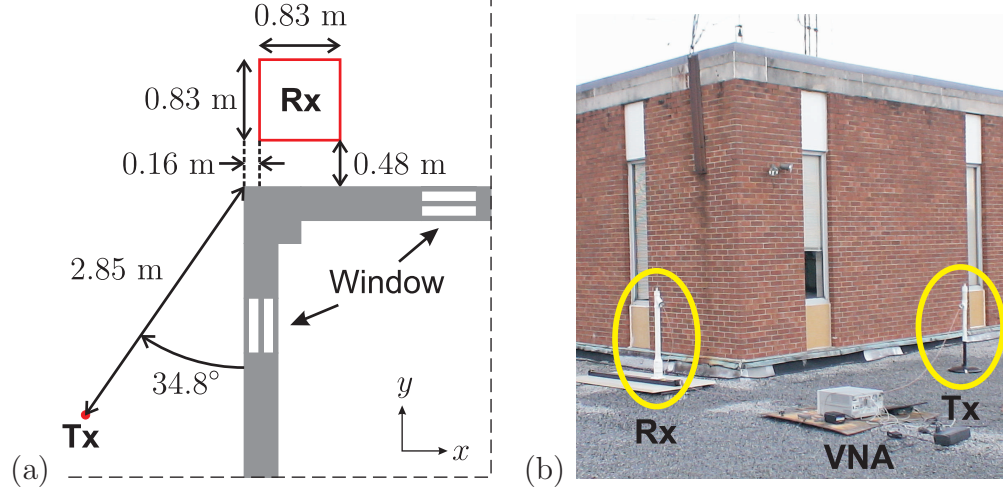 0.83 m
0.83 m
Rx
0.16 m
0.48 m
2.85 m
Window
34.8°
Tx
y
x
(a)
Rx
VNA
Tx
(b)